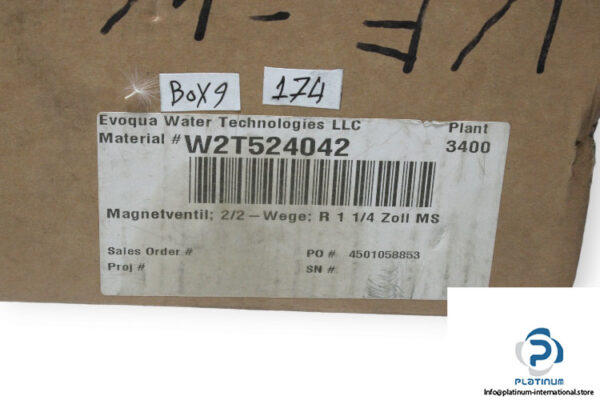 BOX9
174
Evoqua Water Technologies LLC Plant
Material # W2T524042 3400
Magnetventil; 2/2-Wege; R 1 1/4 Zoll MS
Sales Order # PO # 4501058853
Proj # SN #
PLATINUM
Info@platinum-international.store